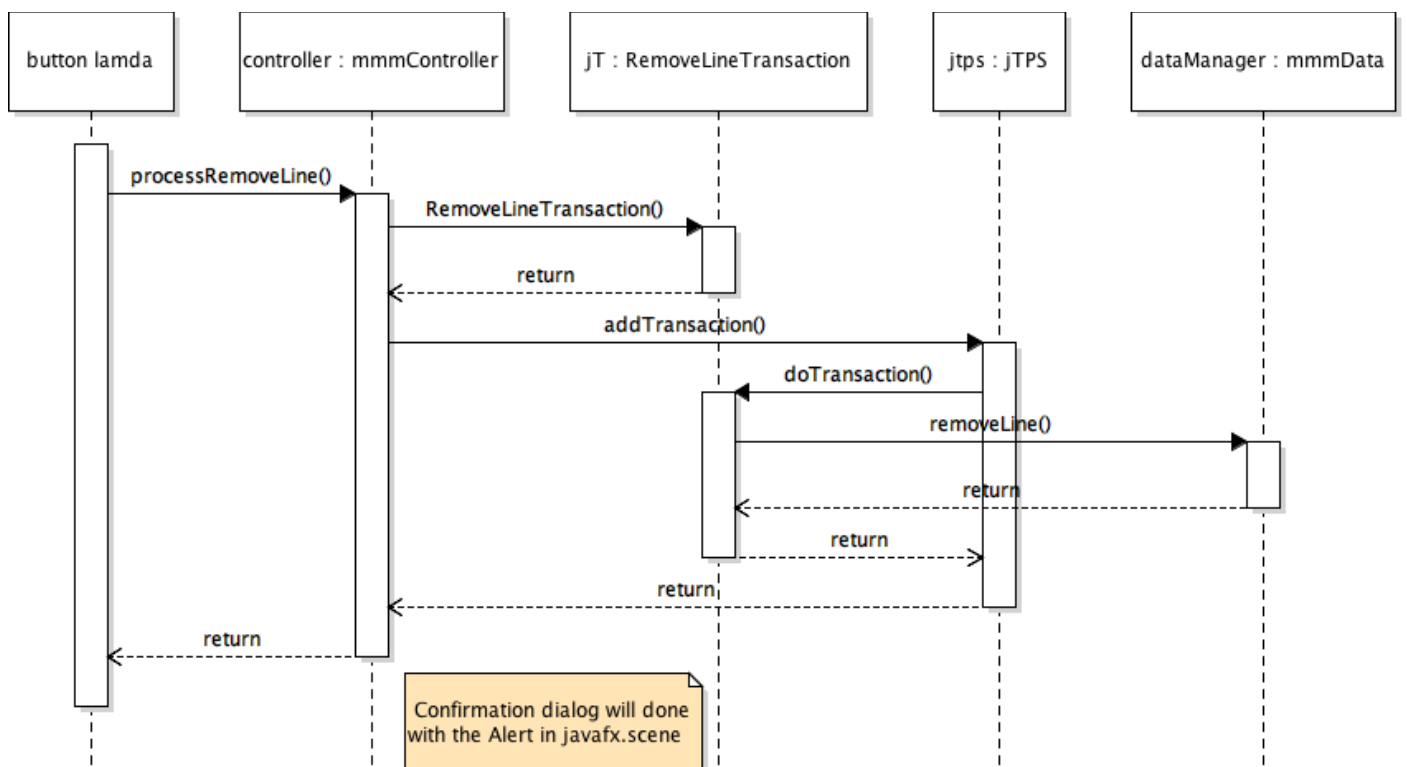 button lamda
controller : mmmController
jT : RemoveLineTransaction
jtps : jTPS
dataManager : mmmData
processRemoveLine()
RemoveLineTransaction()
return
addTransaction()
doTransaction()
removeLine()
return
return
return
return
Confirmation dialog will done
with the Alert in javafx.scene